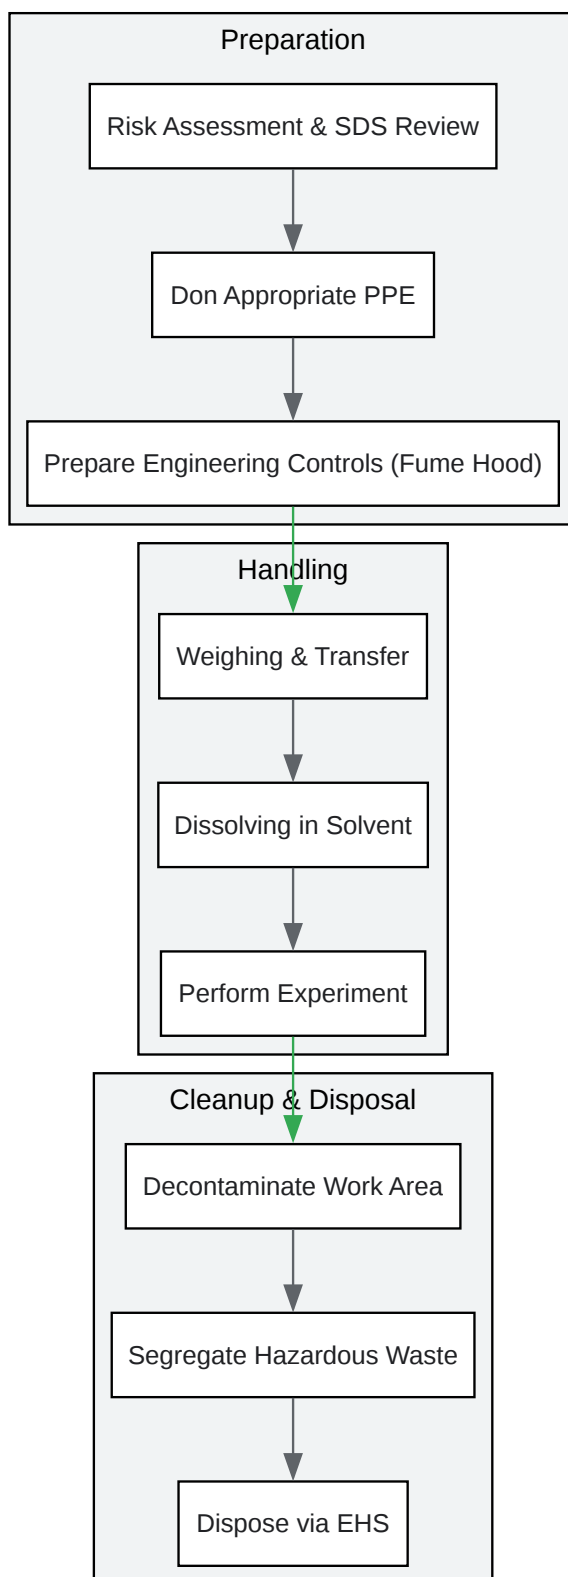 Preparation
Risk Assessment & SDS Review
Don Appropriate PPE
Prepare Engineering Controls (Fume Hood)
Handling
Weighing & Transfer
Dissolving in Solvent
Perform Experiment
Cleanup & Disposal
Decontaminate Work Area
Segregate Hazardous Waste
Dispose via EHS